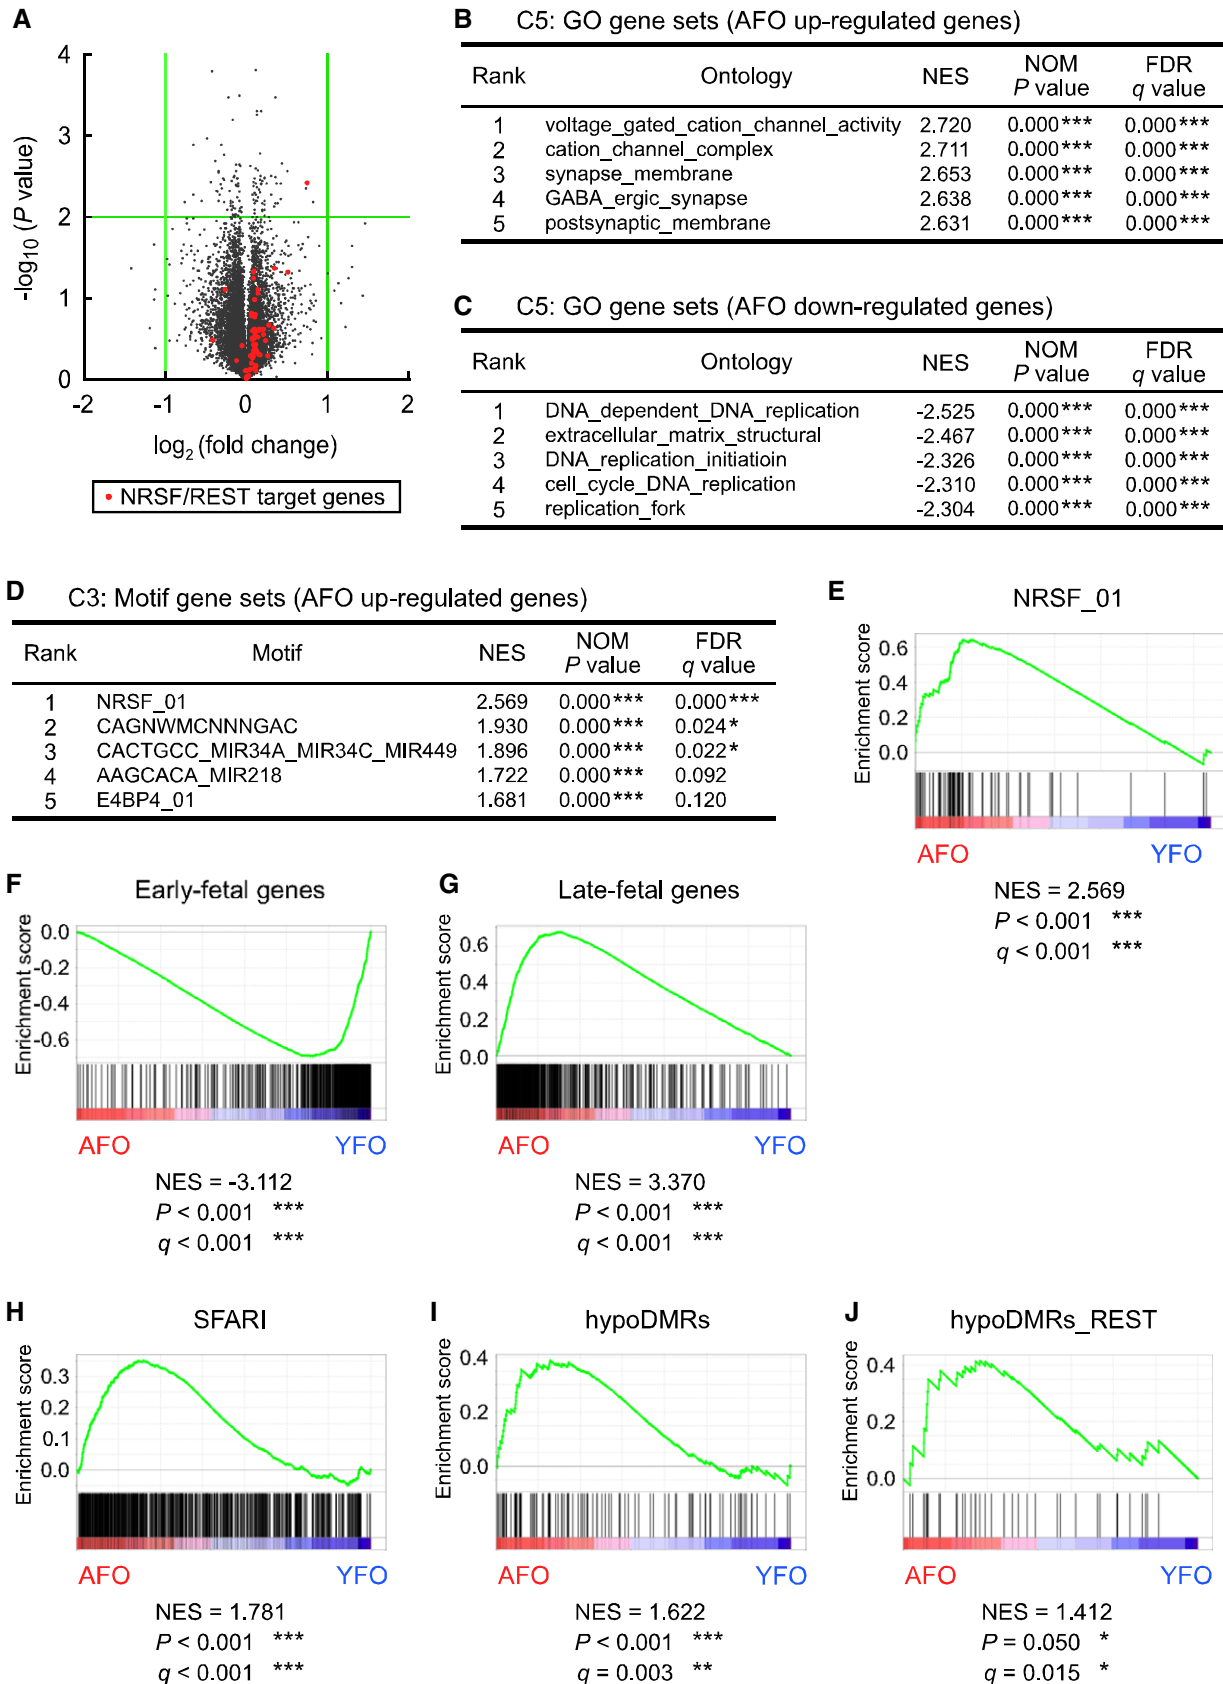 A
4
3
2
1
0
-log10 (P value)
-2 -1 0 1 2
log2 (fold change)
NRSF/REST target genes
B C5: GO gene sets (AFO up-regulated genes)
Rank Ontology NES NOM P value FDR q value
1 voltage_gated_cation_channel_activity 2.720 0.000*** 0.000***
2 cation_channel_complex 2.711 0.000*** 0.000***
3 synapse_membrane 2.653 0.000*** 0.000***
4 GABA_ergic_synapse 2.638 0.000*** 0.000***
5 postsynaptic_membrane 2.631 0.000*** 0.000***
C C5: GO gene sets (AFO down-regulated genes)
Rank Ontology NES NOM P value FDR q value
1 DNA_dependent_DNA_replication -2.525 0.000*** 0.000***
2 extracellular_matrix_structural -2.467 0.000*** 0.000***
3 DNA_replication_initiatioin -2.326 0.000*** 0.000***
4 cell_cycle_DNA_replication -2.310 0.000*** 0.000***
5 replication_fork -2.304 0.000*** 0.000***
D C3: Motif gene sets (AFO up-regulated genes)
Rank Motif NES NOM P value FDR q value
1 NRSF_01 2.569 0.000*** 0.000***
2 CAGNWMCNNNGAC 1.930 0.000*** 0.024*
3 CACTGCC_MIR34A_MIR34C_MIR449 1.896 0.000*** 0.022*
4 AAGCACA_MIR218 1.722 0.000*** 0.092
5 E4BP4_01 1.681 0.000*** 0.120
E NRSF_01
Enrichment score
0.6
0.4
0.2
0.0
AFO YFO
NES = 2.569
P < 0.001 ***
q < 0.001 ***
F Early-fetal genes
Enrichment score
0.0
-0.2
-0.4
-0.6
AFO YFO
NES = -3.112
P < 0.001 ***
q < 0.001 ***
G Late-fetal genes
Enrichment score
0.6
0.4
0.2
0.0
AFO YFO
NES = 3.370
P < 0.001 ***
q < 0.001 ***
H SFARI
Enrichment score
0.3
0.2
0.1
0.0
AFO YFO
NES = 1.781
P < 0.001 ***
q < 0.001 ***
I hypoDMRs
Enrichment score
0.4
0.2
0.0
AFO YFO
NES = 1.622
P < 0.001 ***
q = 0.003 **
J hypoDMRs_REST
Enrichment score
0.4
0.2
0.0
AFO YFO
NES = 1.412
P = 0.050 *
q = 0.015 *